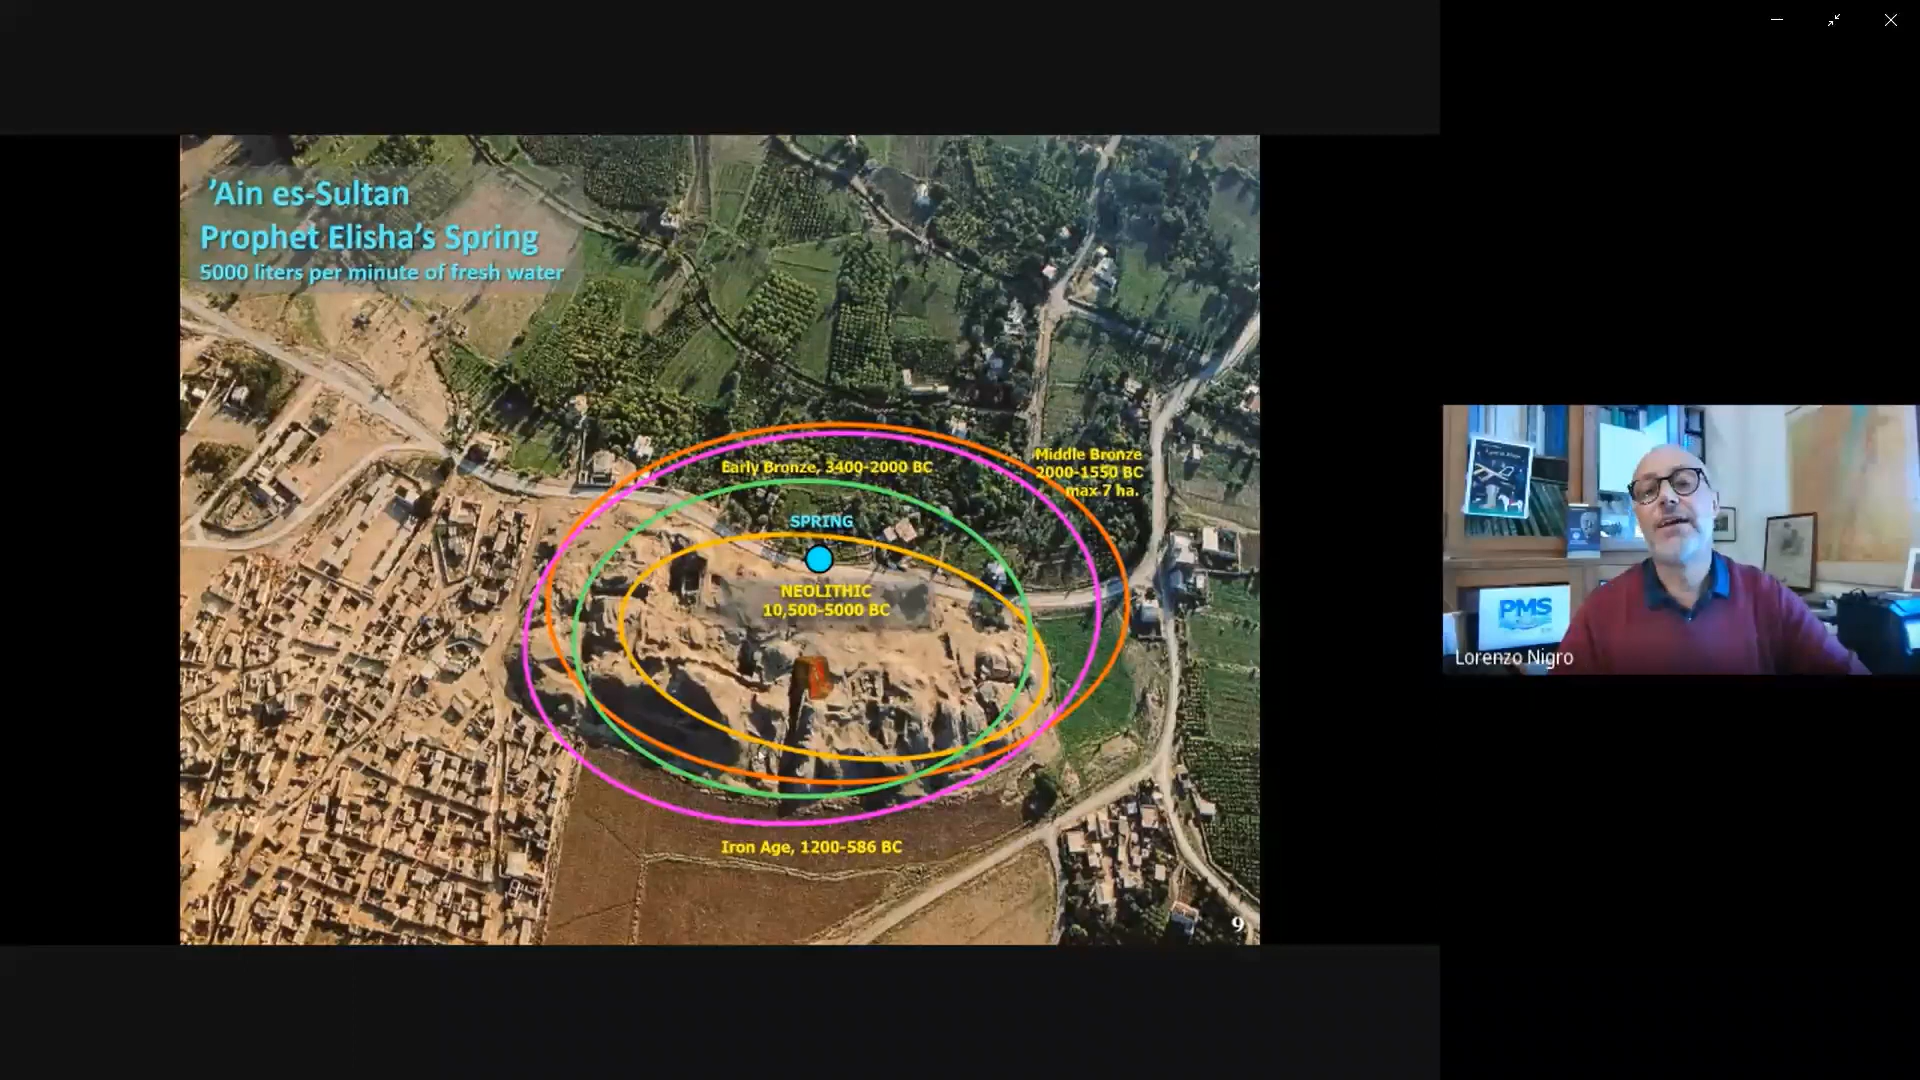 ’Ain es-Sultan
Prophet Elisha’s Spring
5000 liters per minute of fresh water
Early Bronze, 3400-2000 BC
Middle Bronze
2000-1550 BC
max 7 ha.
SPRING
NEOLITHIC
10,500-5000 BC
Iron Age, 1200-586 BC
9
PMS
Lorenzo Nigro